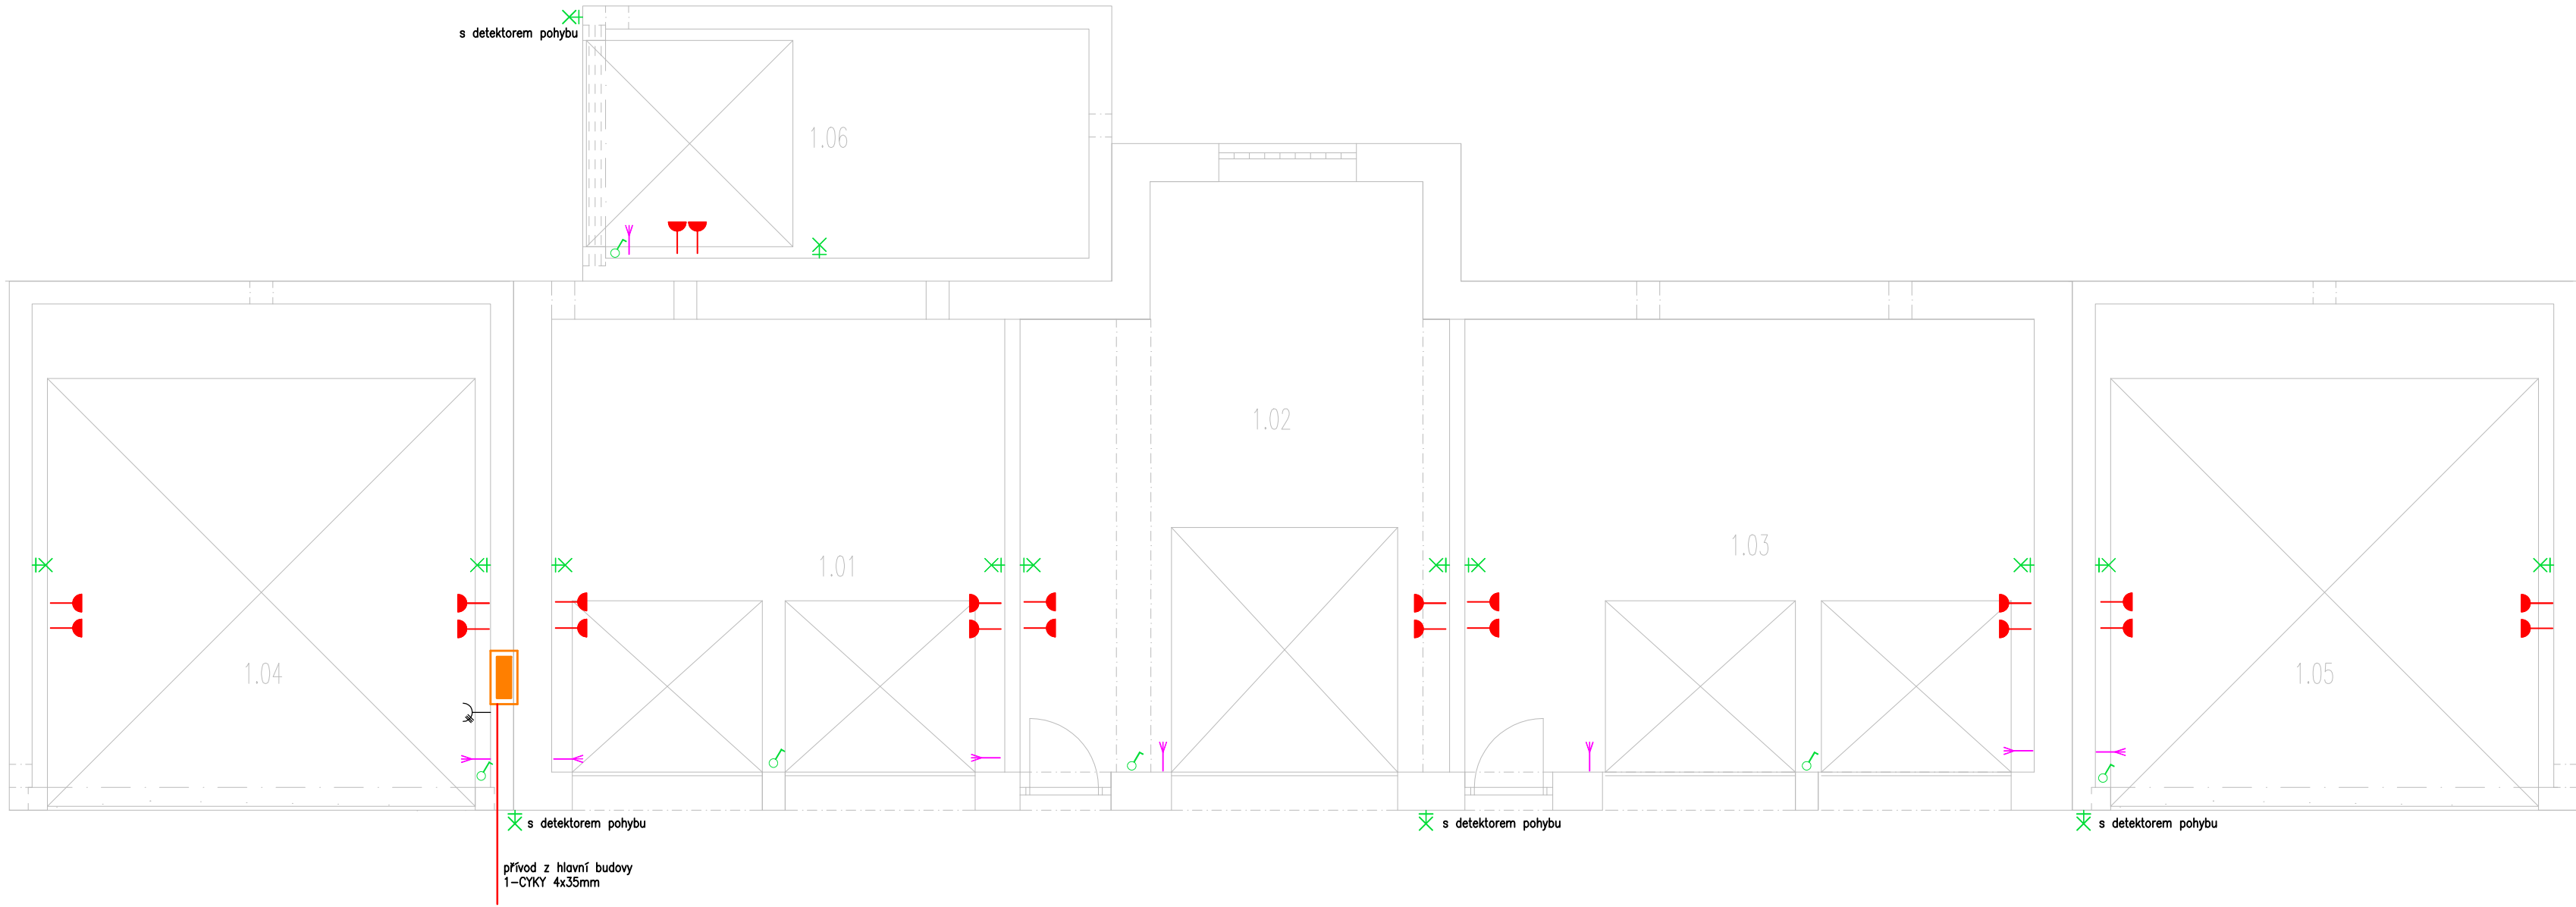 s detektorem pohybu
1.06
1.02
1.03
1.01
1.04
1.05
s detektorem pohybu
s detektorem pohybu
s detektorem pohybu
přívod z hlavní budovy
1-CYKY 4x35mm